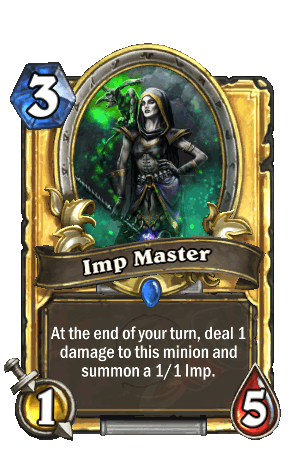 3
Imp Master
At the end of your turn, deal 1
damage to this minion and
summon a 1/1 Imp.
1
5